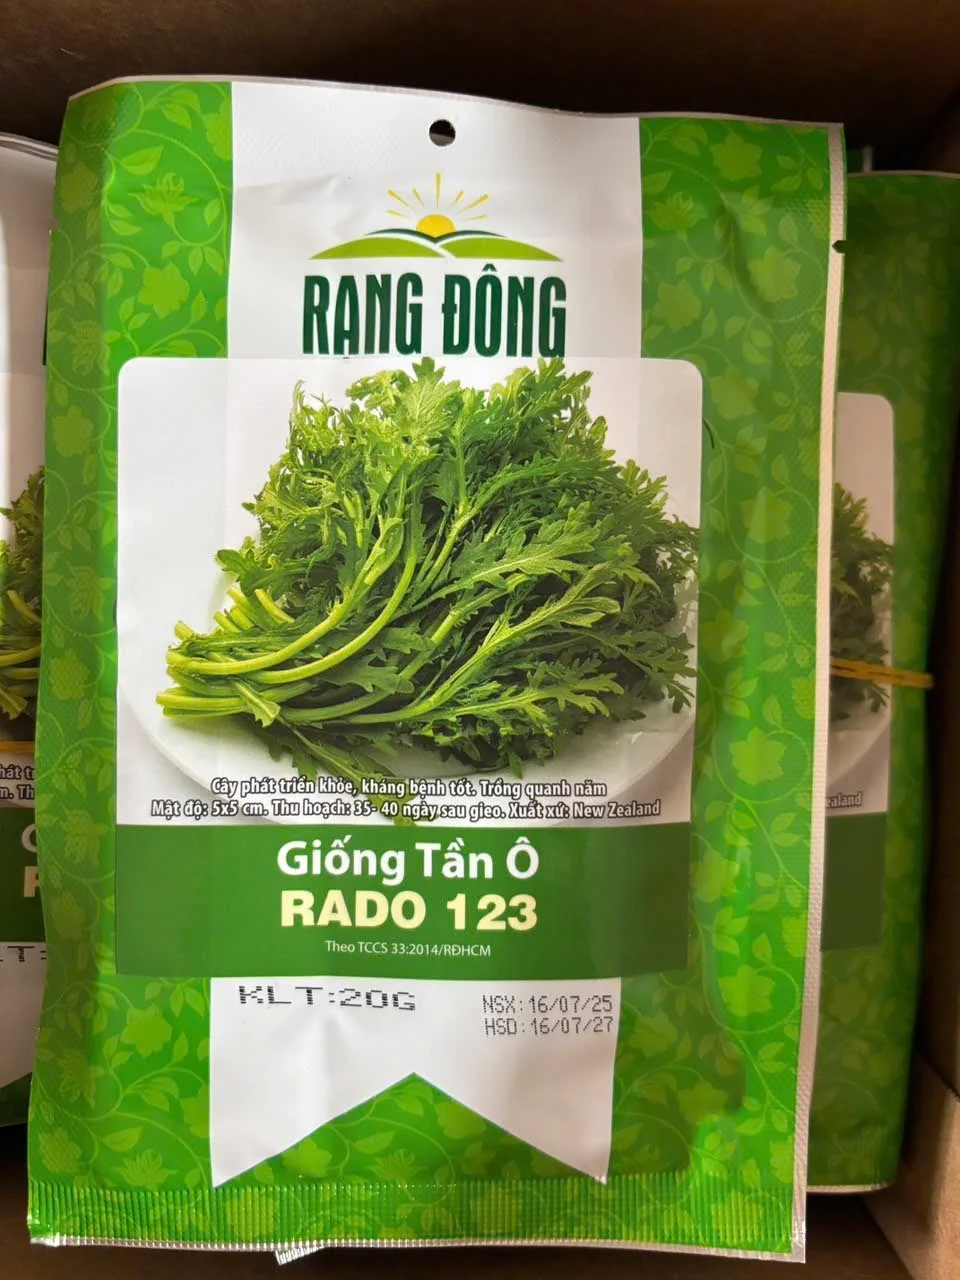 RẠNG ĐÔNG
Cây phát triển khỏe, kháng bệnh tốt. Trồng quanh năm
Mật độ: 5x5 cm. Thu hoạch: 35- 40 ngày sau gieo. Xuất xứ: New Zealand
Giống Tần Ô
RADO 123
Theo TCCS 33:2014/RĐHCM
KLT:20G
NSX:16/07/25
HSD:16/07/27
ealand